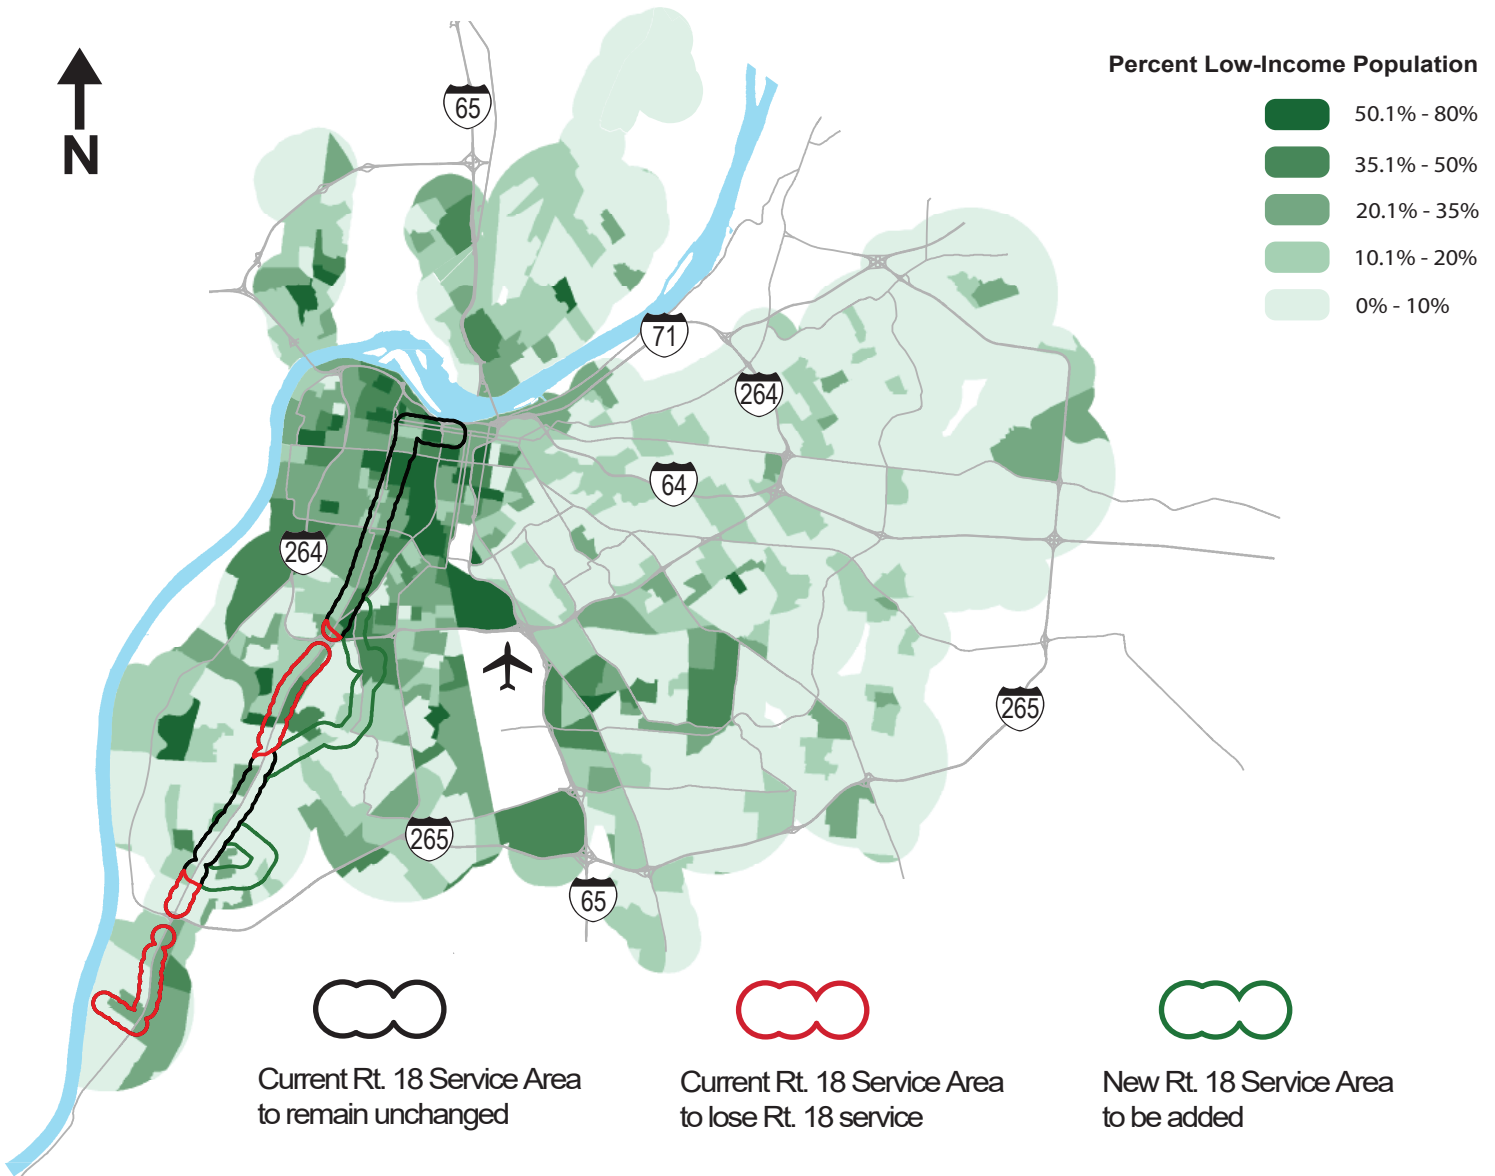 N
65
Percent Low-Income Population
50.1% - 80%
35.1% - 50%
20.1% - 35%
10.1% - 20%
0% - 10%
71
264
64
264
265
265
65
Current Rt. 18 Service Area
to remain unchanged
Current Rt. 18 Service Area
to lose Rt. 18 service
New Rt. 18 Service Area
to be added